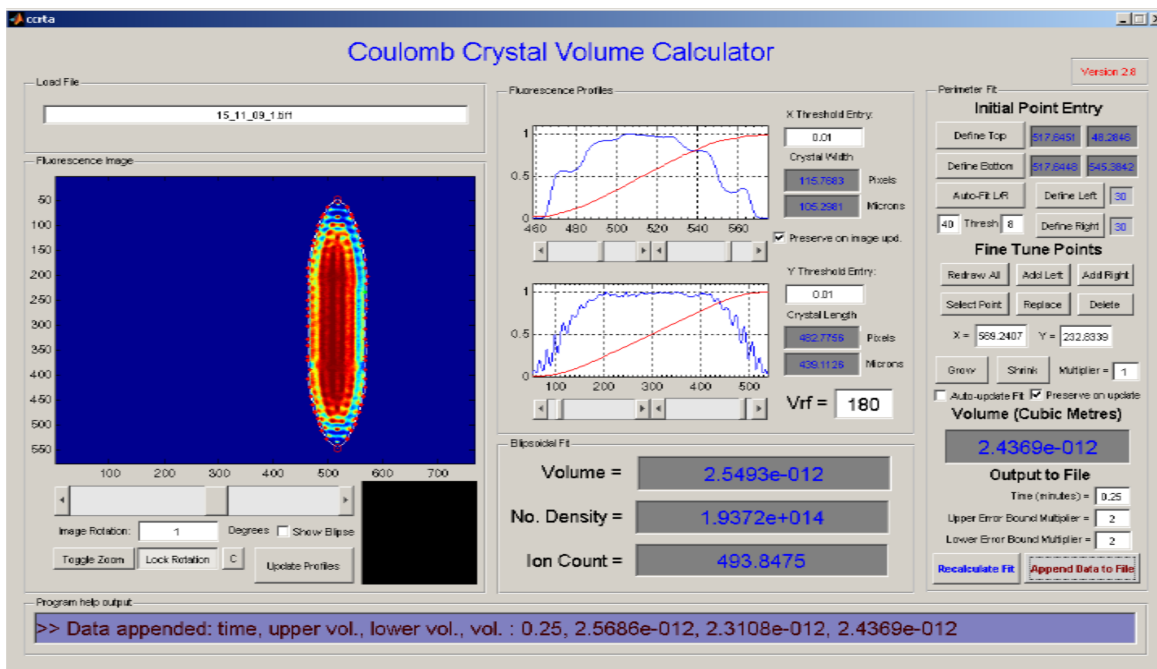 ccrta
Coulomb Crystal Volume Calculator
Version 2.8
Load File
15_11_09_1.tif1
Fluorescence Image
50
100
150
200
250
300
350
400
450
500
550
100 200 300 400 500 600 700
Image Rotation: 1 Degrees Show Ellipse
Toggle Zoom Lock Rotation C Update Profiles
Fluorescence Profiles
1
0.5
0
460 480 500 520 540 560
X Threshold Entry:
0.01
Crystal Width
115.7683 Pixels
105.2981 Microns
Preserve on image upd.
1
0.5
0
100 200 300 400 500
Y Threshold Entry:
0.01
Crystal Length
482.7756 Pixels
439.1126 Microns
Vrf = 180
Ellipsoidal Fit
Volume = 2.5493e-012
No. Density = 1.9372e+014
Ion Count = 493.8475
Perimeter Fit
Initial Point Entry
Define Top 517.6451 48.2846
Define Bottom 517.6448 545.3842
Auto-Fit L/R Define Left 30
40 Thresh 8 Define Right 30
Fine Tune Points
Redraw All Add Left Add Right
Select Point Replace Delete
X = 569.2407 Y = 232.8339
Grow Shrink Multiplier = 1
Auto-update Fit Preserve on update
Volume (Cubic Metres)
2.4369e-012
Output to File
Time (minutes) = 0.25
Upper Error Bound Multiplier = 2
Lower Error Bound Multiplier = 2
Recalculate Fit Append Data to File
Program help output
>> Data appended: time, upper vol., lower vol., vol. : 0.25, 2.5686e-012, 2.3108e-012, 2.4369e-012